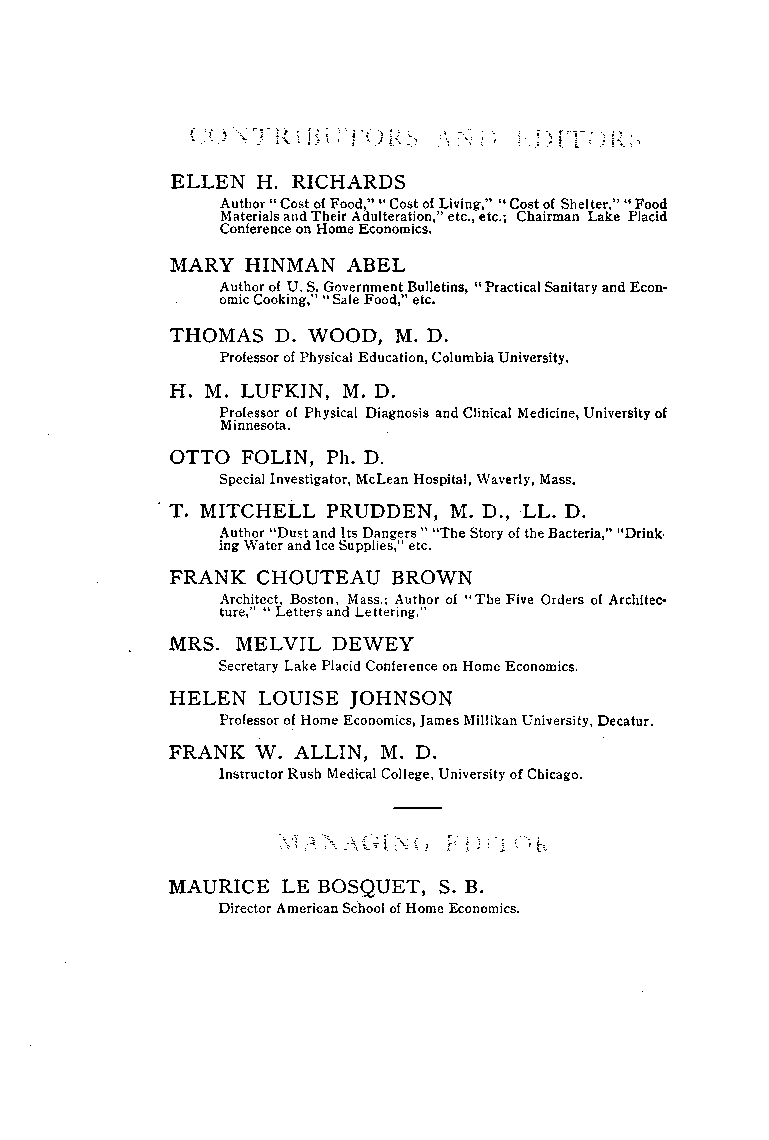 CONTRIBUTORS AND EDITORS
ELLEN H. RICHARDS
Author “ Cost of Food,” “ Cost of Living,” “ Cost of Shelter,” “ Food
Materials and Their Adulteration,” etc., etc.; Chairman Lake Placid
Conference on Home Economics.
MARY HINMAN ABEL
Author of U. S. Government Bulletins, “ Practical Sanitary and Econ-
omic Cooking,” “ Safe Food,” etc.
THOMAS D. WOOD, M. D.
Professor of Physical Education, Columbia University.
H. M. LUFKIN, M. D.
Professor of Physical Diagnosis and Clinical Medicine, University of
Minnesota.
OTTO FOLIN, Ph. D.
Special Investigator, McLean Hospital, Waverly, Mass.
T. MITCHELL PRUDDEN, M. D., LL. D.
Author “Dust and Its Dangers ” “The Story of the Bacteria,” “Drink-
ing Water and Ice Supplies,” etc.
FRANK CHOUTEAU BROWN
Architect, Boston, Mass.; Author of “The Five Orders of Architec-
ture,” “ Letters and Lettering.”
MRS. MELVIL DEWEY
Secretary Lake Placid Conference on Home Economics.
HELEN LOUISE JOHNSON
Professor of Home Economics, James Millikan University, Decatur.
FRANK W. ALLIN, M. D.
Instructor Rush Medical College, University of Chicago.
MANAGING EDITOR
MAURICE LE BOSQUET, S. B.
Director American School of Home Economics.